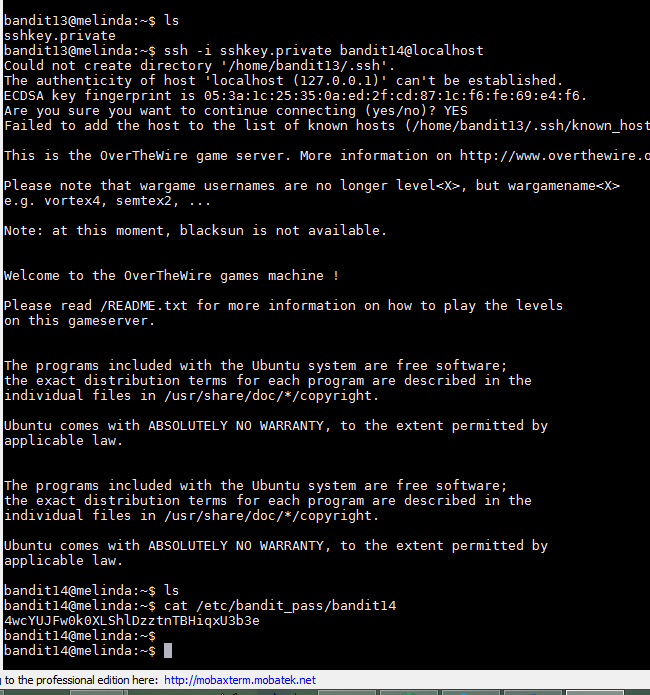 bandit13@melinda:~$ ls
sshkey.private
bandit13@melinda:~$ ssh -i sshkey.private bandit14@localhost
Could not create directory '/home/bandit13/.ssh'.
The authenticity of host 'localhost (127.0.0.1)' can't be established.
ECDSA key fingerprint is 05:3a:1c:25:35:0a:ed:2f:cd:87:1c:f6:fe:69:e4:f6.
Are you sure you want to continue connecting (yes/no)? YES
Failed to add the host to the list of known hosts (/home/bandit13/.ssh/known_host
This is the OverTheWire game server. More information on http://www.overthewire.o
Please note that wargame usernames are no longer level<X>, but wargamename<X>
e.g. vortex4, semtex2, ...
Note: at this moment, blacksun is not available.
Welcome to the OverTheWire games machine !
Please read /README.txt for more information on how to play the levels
on this gameserver.
The programs included with the Ubuntu system are free software;
the exact distribution terms for each program are described in the
individual files in /usr/share/doc/*/copyright.
Ubuntu comes with ABSOLUTELY NO WARRANTY, to the extent permitted by
applicable law.
The programs included with the Ubuntu system are free software;
the exact distribution terms for each program are described in the
individual files in /usr/share/doc/*/copyright.
Ubuntu comes with ABSOLUTELY NO WARRANTY, to the extent permitted by
applicable law.
bandit14@melinda:~$ ls
bandit14@melinda:~$ cat /etc/bandit_pass/bandit14
4wcYUJFw0k0XLShlDzztnTBHiqxU3b3e
bandit14@melinda:~$
bandit14@melinda:~$
to the professional edition here: http://mobaxterm.mobatek.net